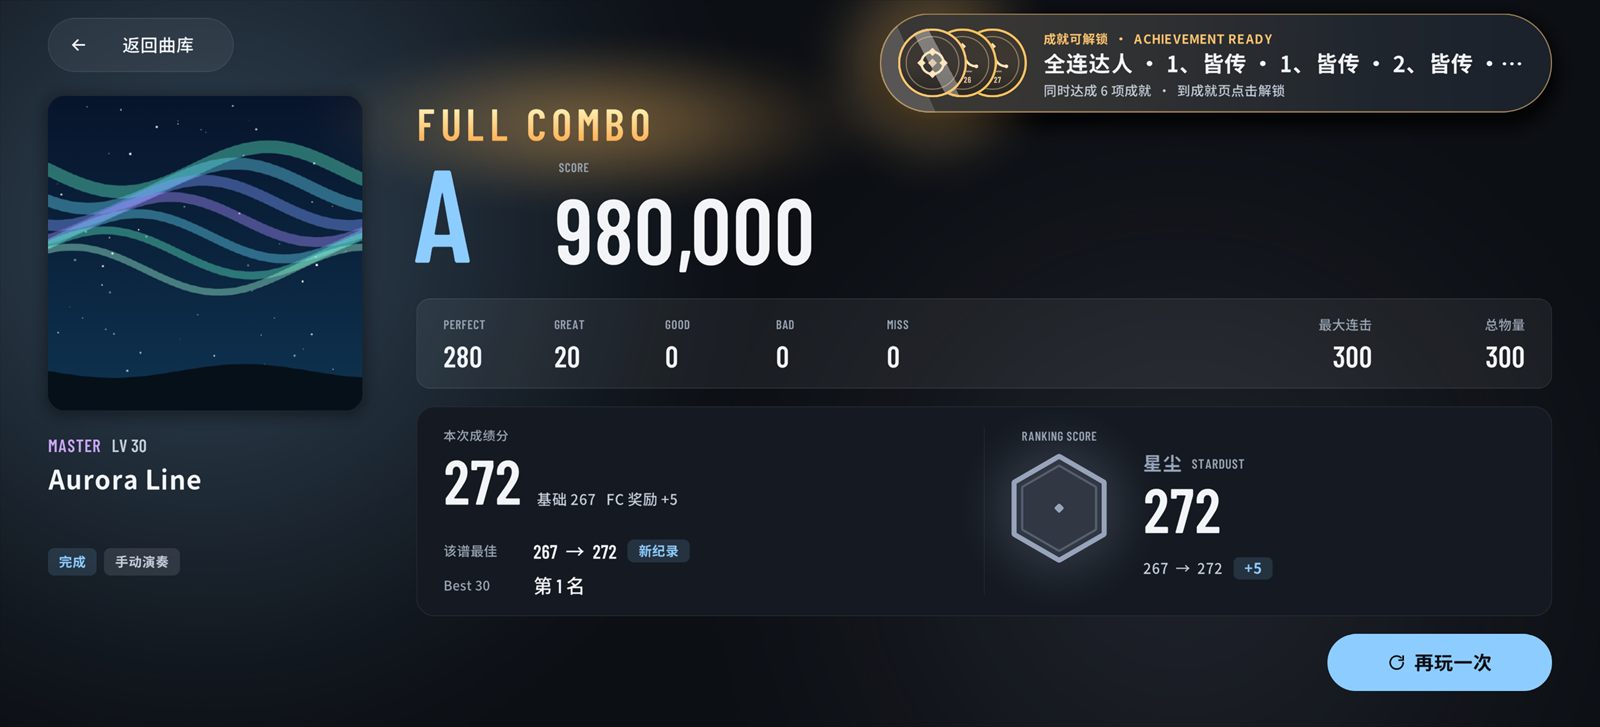 返回曲库
成就可解锁 • ACHIEVEMENT READY
全连达人 • 1、皆传 • 1、皆传 • 2、皆传 • ···
同时达成 6 项成就 • 到成就页点击解锁
26
27
FULL COMBO
A
SCORE
980,000
PERFECT GREAT GOOD BAD MISS 最大连击 总物量
280 20 0 0 0 300 300
MASTER LV 30
Aurora Line
完成 手动演奏
本次成绩分
272 基础 267 FC 奖励 +5
该谱最佳 267 → 272 新纪录
Best 30 第 1 名
RANKING SCORE
星尘 STARDUST
272
267 → 272 +5
再玩一次